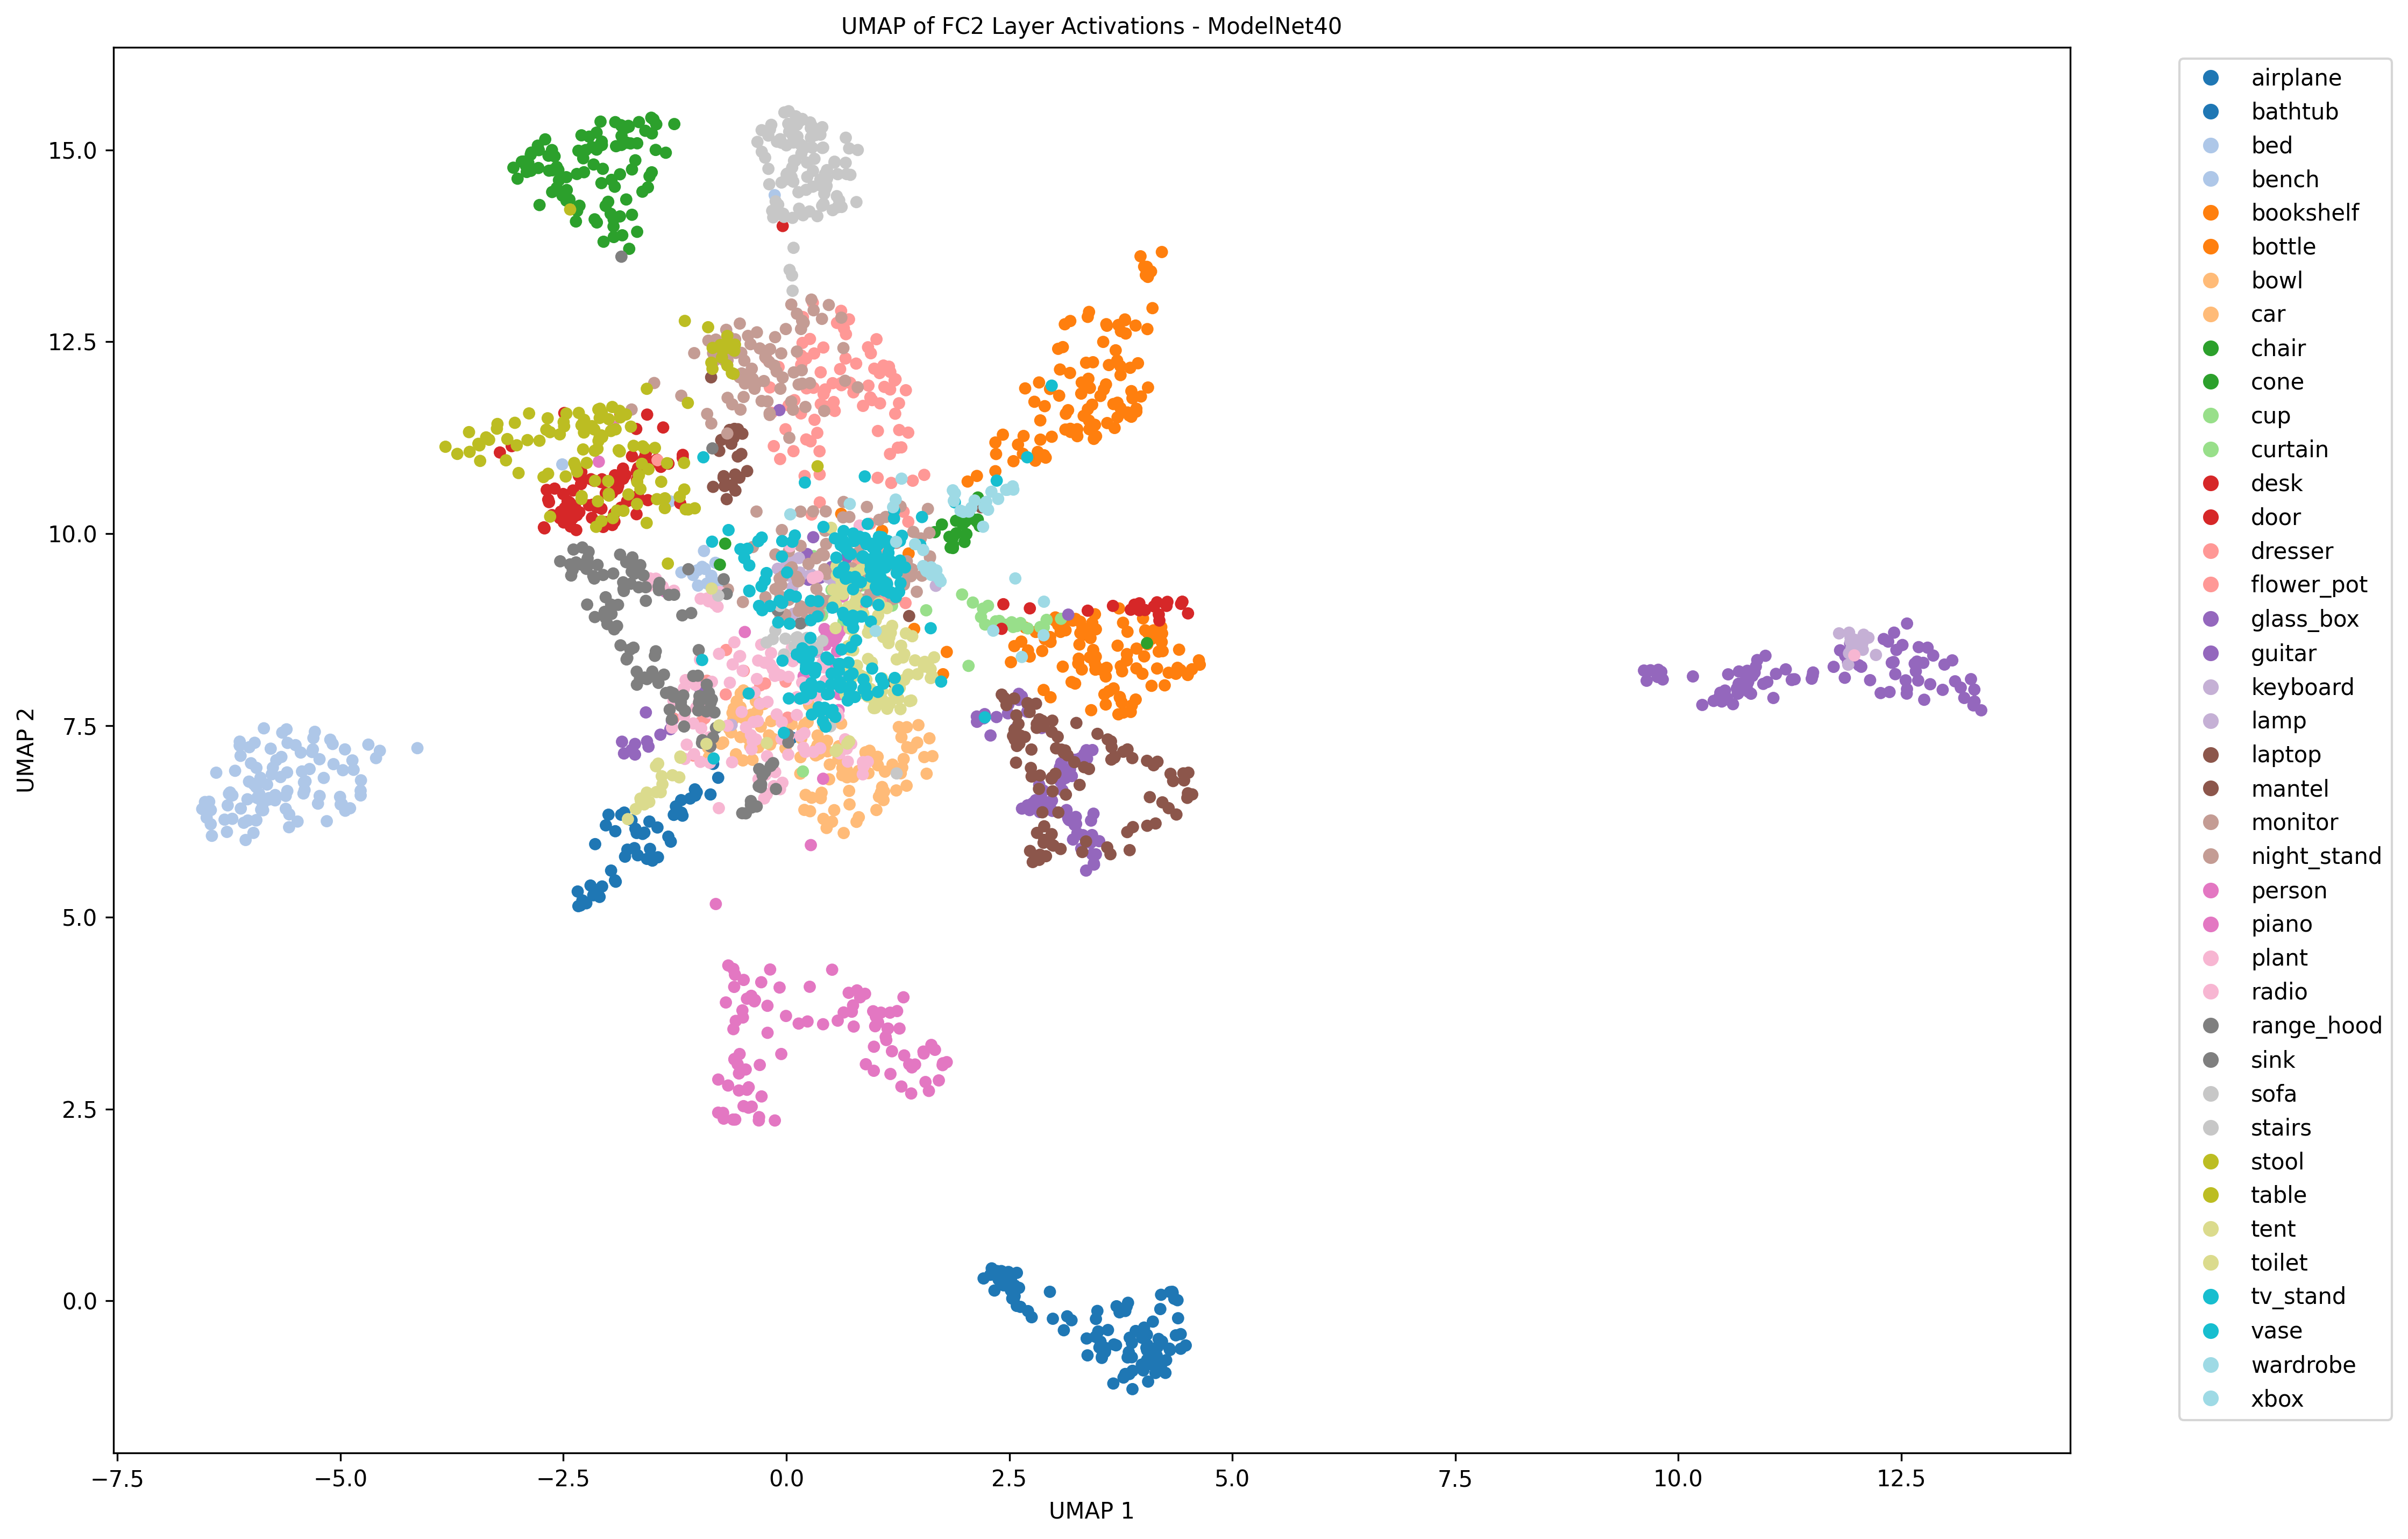 UMAP of FC2 Layer Activations - ModelNet40
15.0
12.5
10.0
7.5
5.0
2.5
0.0
UMAP 2
−7.5
−5.0
−2.5
0.0
2.5
5.0
7.5
10.0
12.5
UMAP 1
airplane
bathtub
bed
bench
bookshelf
bottle
bowl
car
chair
cone
cup
curtain
desk
door
dresser
flower_pot
glass_box
guitar
keyboard
lamp
laptop
mantel
monitor
night_stand
person
piano
plant
radio
range_hood
sink
sofa
stairs
stool
table
tent
toilet
tv_stand
vase
wardrobe
xbox